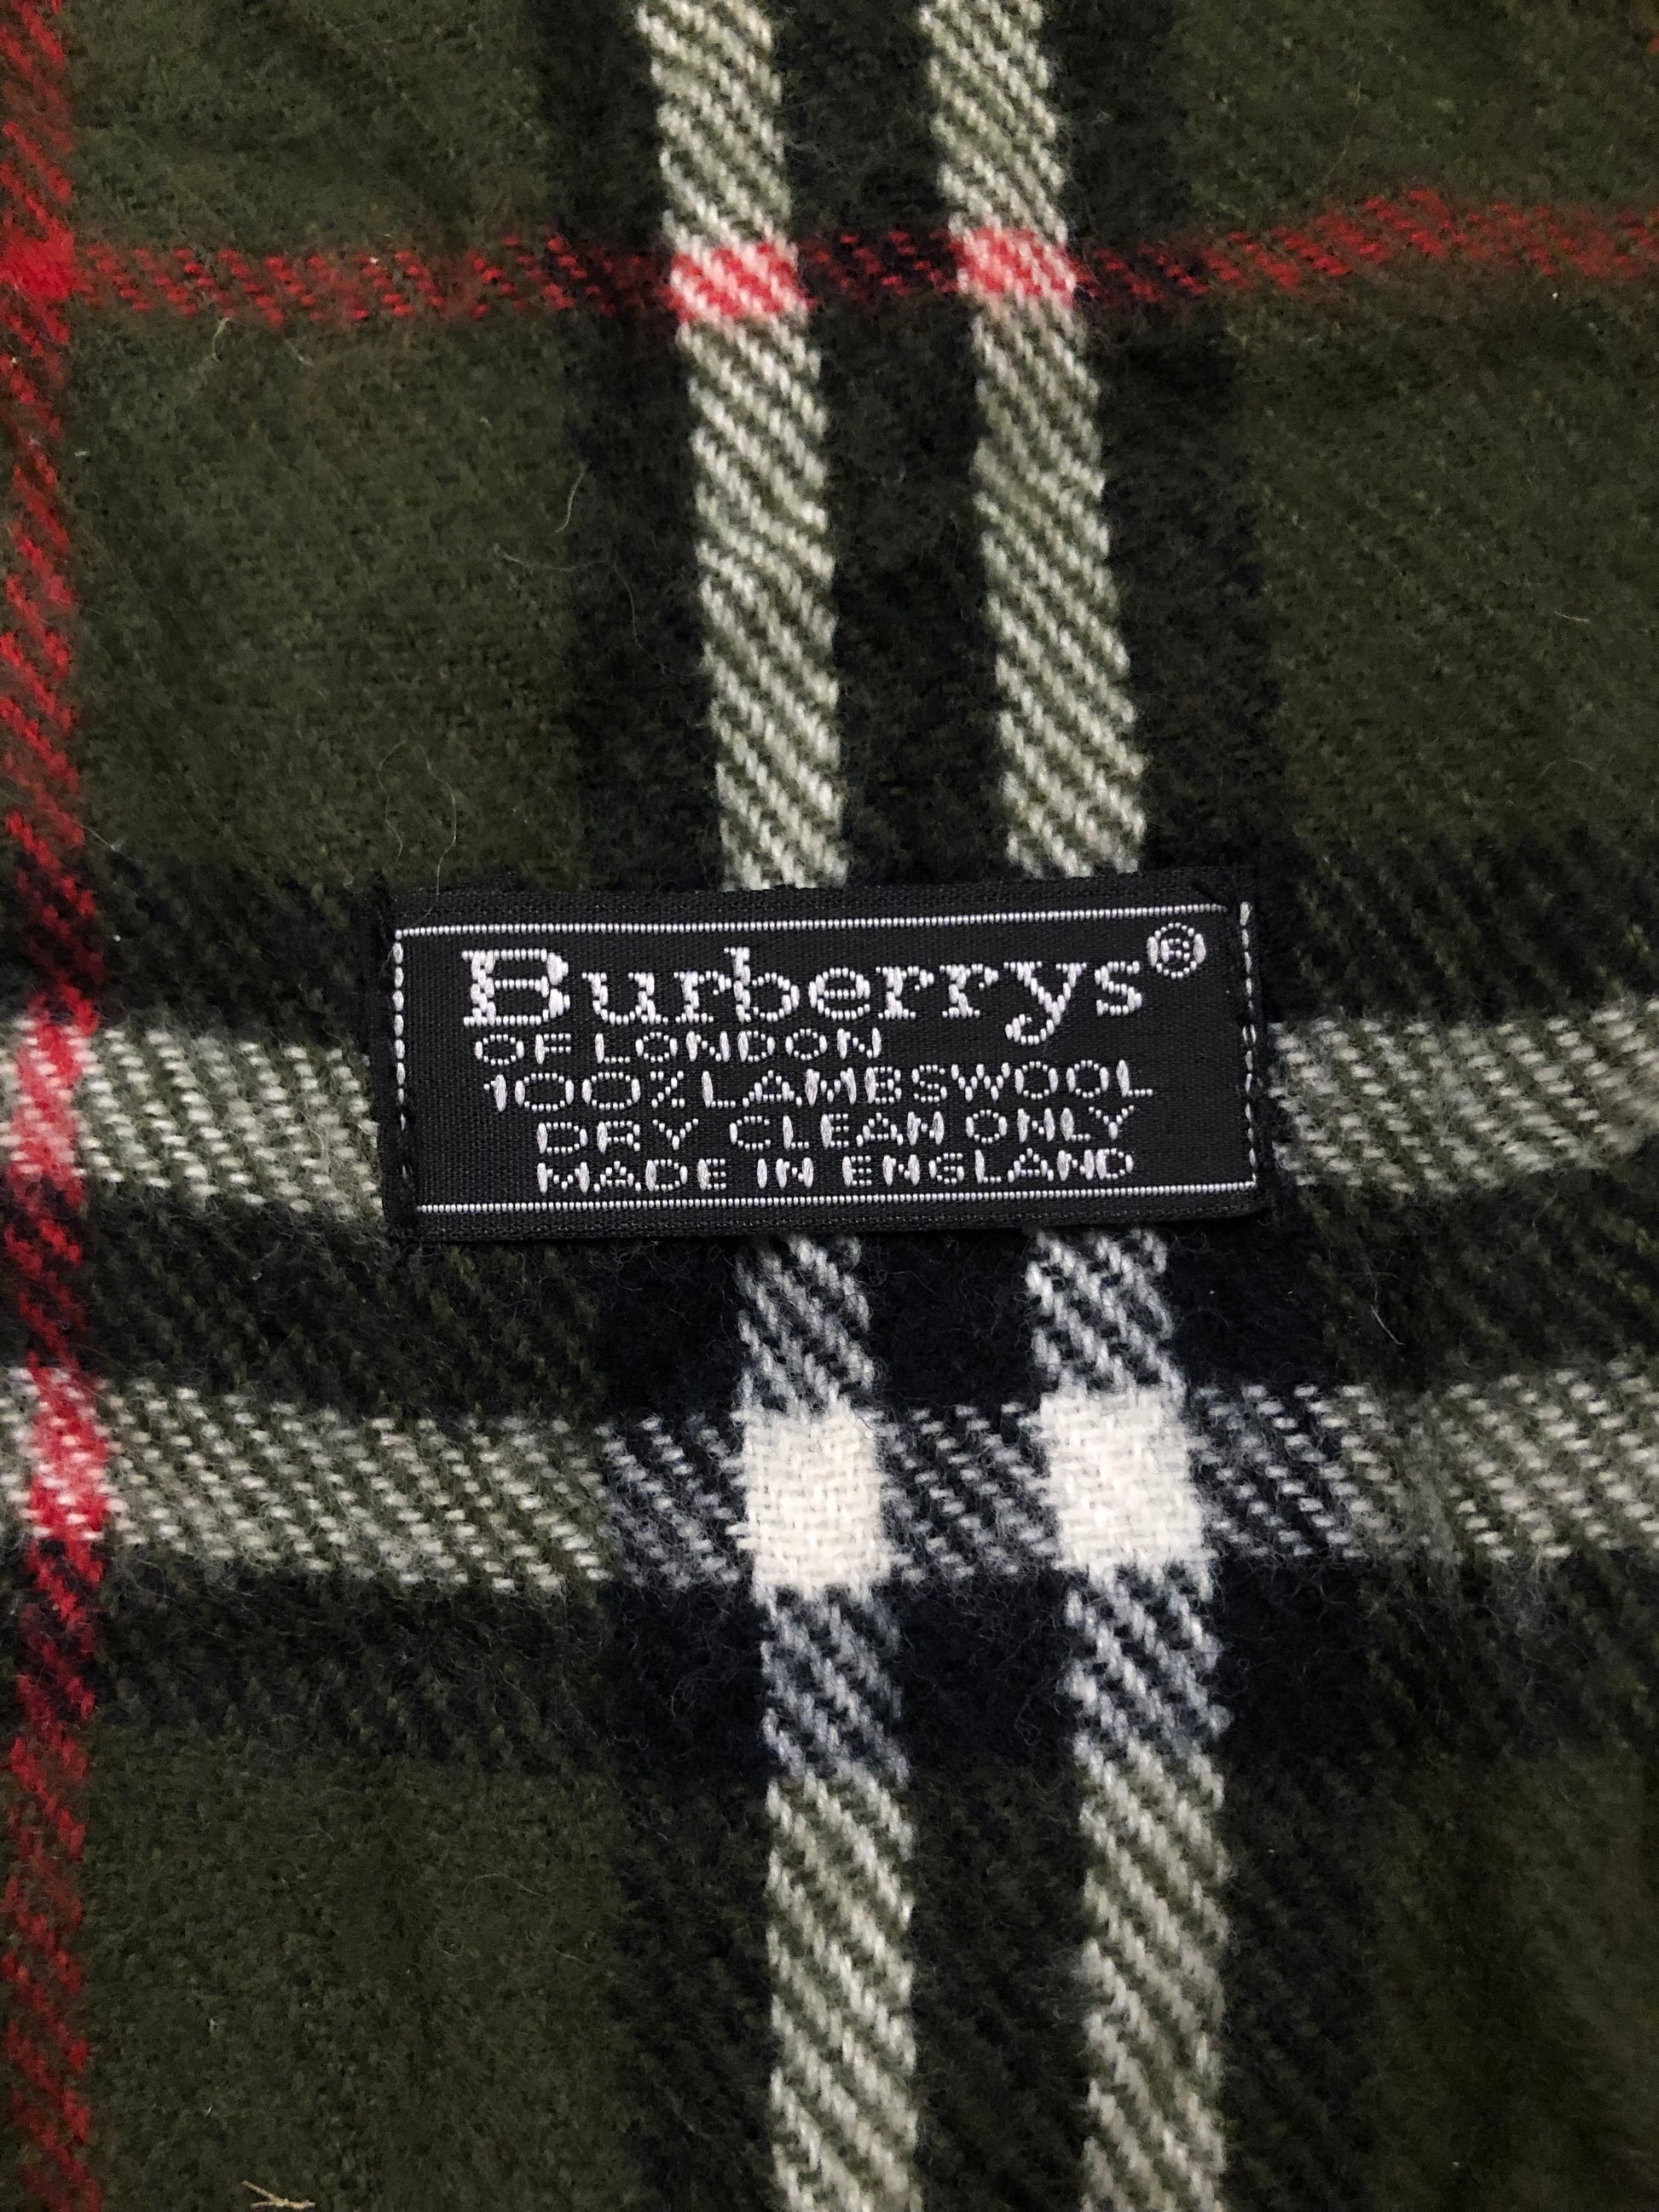 Burberrys®
OF LONDON
100% LAMBSWOOL
DRY CLEAN ONLY
MADE IN ENGLAND